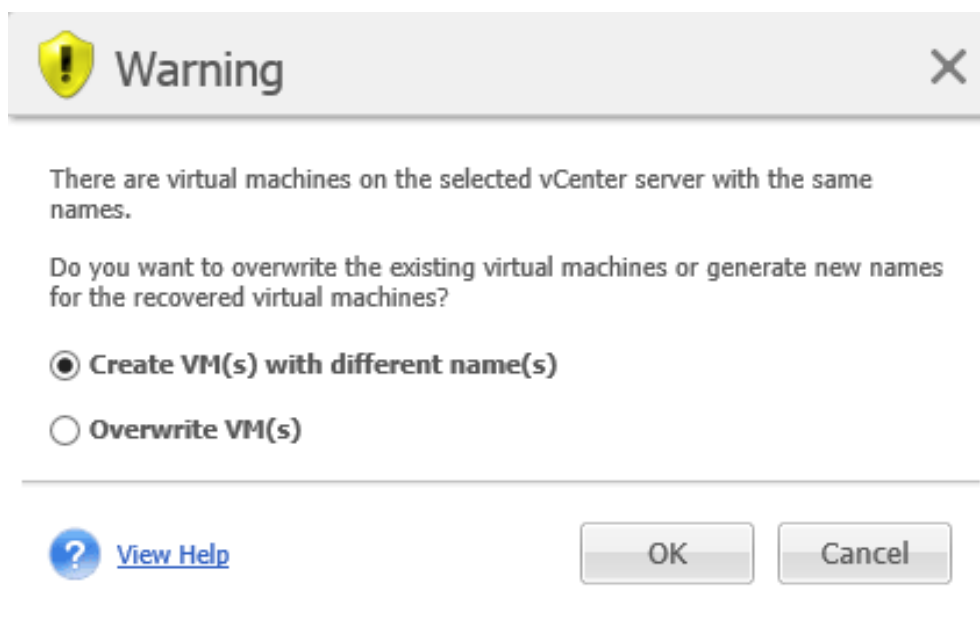 Warning
There are virtual machines on the selected vCenter server with the same
names.
Do you want to overwrite the existing virtual machines or generate new names
for the recovered virtual machines?
Create VM(s) with different name(s)
Overwrite VM(s)
View Help
OK
Cancel